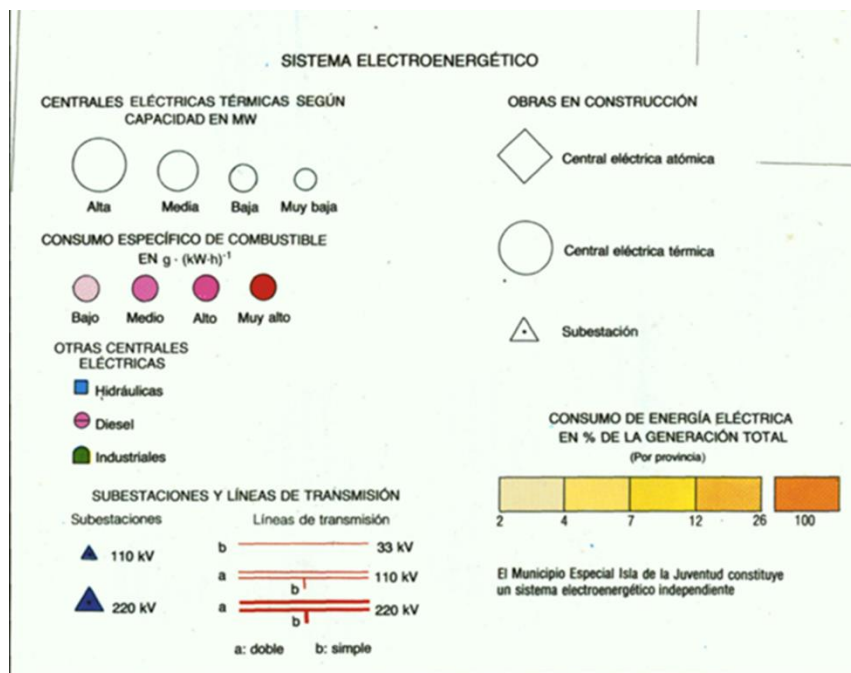 SISTEMA ELECTROENERGÉTICO
CENTRALES ELÉCTRICAS TÉRMICAS SEGÚN
CAPACIDAD EN MW
Alta Media Baja Muy baja
CONSUMO ESPECÍFICO DE COMBUSTIBLE
EN g · (kW·h)⁻¹
Bajo Medio Alto Muy alto
OTRAS CENTRALES
ELÉCTRICAS
Hidráulicas
Diesel
Industriales
SUBESTACIONES Y LÍNEAS DE TRANSMISIÓN
Subestaciones Líneas de transmisión
110 kV
220 kV
b 33 kV
a 110 kV
b
a 220 kV
b
a: doble b: simple
OBRAS EN CONSTRUCCIÓN
Central eléctrica atómica
Central eléctrica térmica
Subestación
CONSUMO DE ENERGÍA ELÉCTRICA
EN % DE LA GENERACIÓN TOTAL
(Por provincia)
2 4 7 12 26 100
El Municipio Especial Isla de la Juventud constituye
un sistema electroenergético independiente